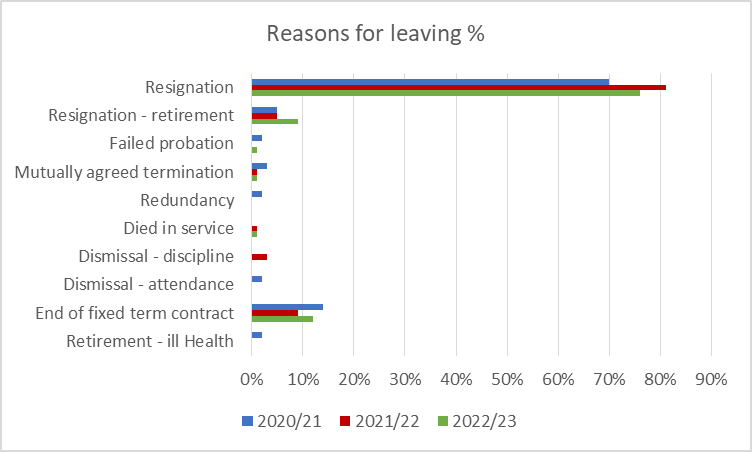 Reasons for leaving %
Resignation
Resignation - retirement
Failed probation
Mutually agreed termination
Redundancy
Died in service
Dismissal - discipline
Dismissal - attendance
End of fixed term contract
Retirement - ill Health
0% 10% 20% 30% 40% 50% 60% 70% 80% 90%
2020/21 2021/22 2022/23